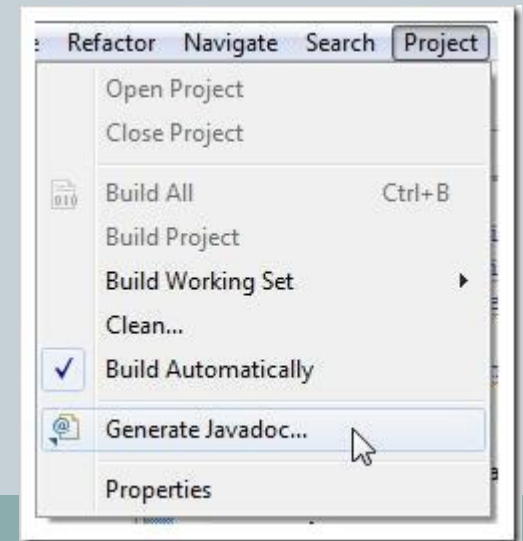 Refactor Navigate Search Project
Open Project
Close Project
Build All Ctrl+B
Build Project
Build Working Set
Clean...
Build Automatically
Generate Javadoc...
Properties